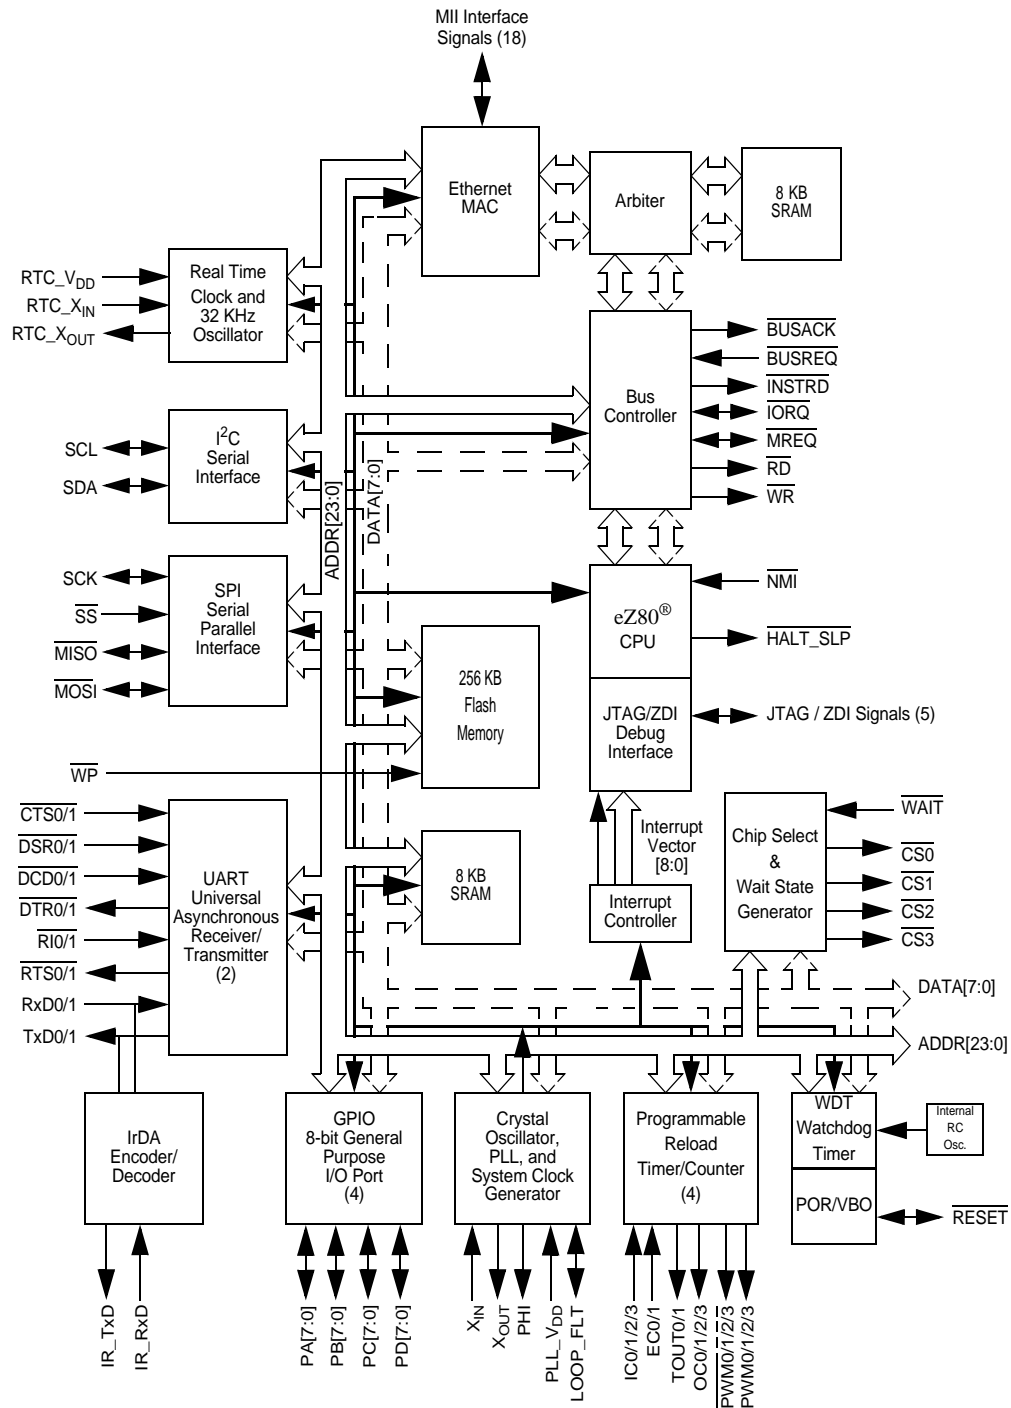 MII Interface
Signals (18)
Ethernet
MAC
Arbiter
8 KB
SRAM
RTC_VDD
RTC_XIN
RTC_XOUT
Real Time
Clock and
32 KHz
Oscillator
Bus
Controller
BUSACK
BUSREQ
INSTRD
IORQ
MREQ
RD
WR
SCL
SDA
I2C
Serial
Interface
ADDR[23:0]
DATA[7:0]
SCK
SS
MISO
MOSI
SPI
Serial
Parallel
Interface
eZ80®
CPU
NMI
HALT_SLP
256 KB
Flash
Memory
JTAG/ZDI
Debug
Interface
JTAG / ZDI Signals (5)
WP
CTS0/1
DSR0/1
DCD0/1
DTR0/1
RI0/1
RTS0/1
RxD0/1
TxD0/1
UART
Universal
Asynchronous
Receiver/
Transmitter
(2)
8 KB
SRAM
Interrupt
Vector
[8:0]
Interrupt
Controller
Chip Select
&
Wait State
Generator
WAIT
CS0
CS1
CS2
CS3
DATA[7:0]
ADDR[23:0]
IrDA
Encoder/
Decoder
GPIO
8-bit General
Purpose
I/O Port
(4)
Crystal
Oscillator,
PLL, and
System Clock
Generator
Programmable
Reload
Timer/Counter
(4)
WDT
Watchdog
Timer
POR/VBO
Internal
RC
Osc.
RESET
IR_TxD
IR_RxD
PA[7:0]
PB[7:0]
PC[7:0]
PD[7:0]
XIN
XOUT
PHI
PLL_VDD
LOOP_FLT
IC0/1/2/3
EC0/1
TOUT0/1
OC0/1/2/3
PWM0/1/2/3
PWM0/1/2/3